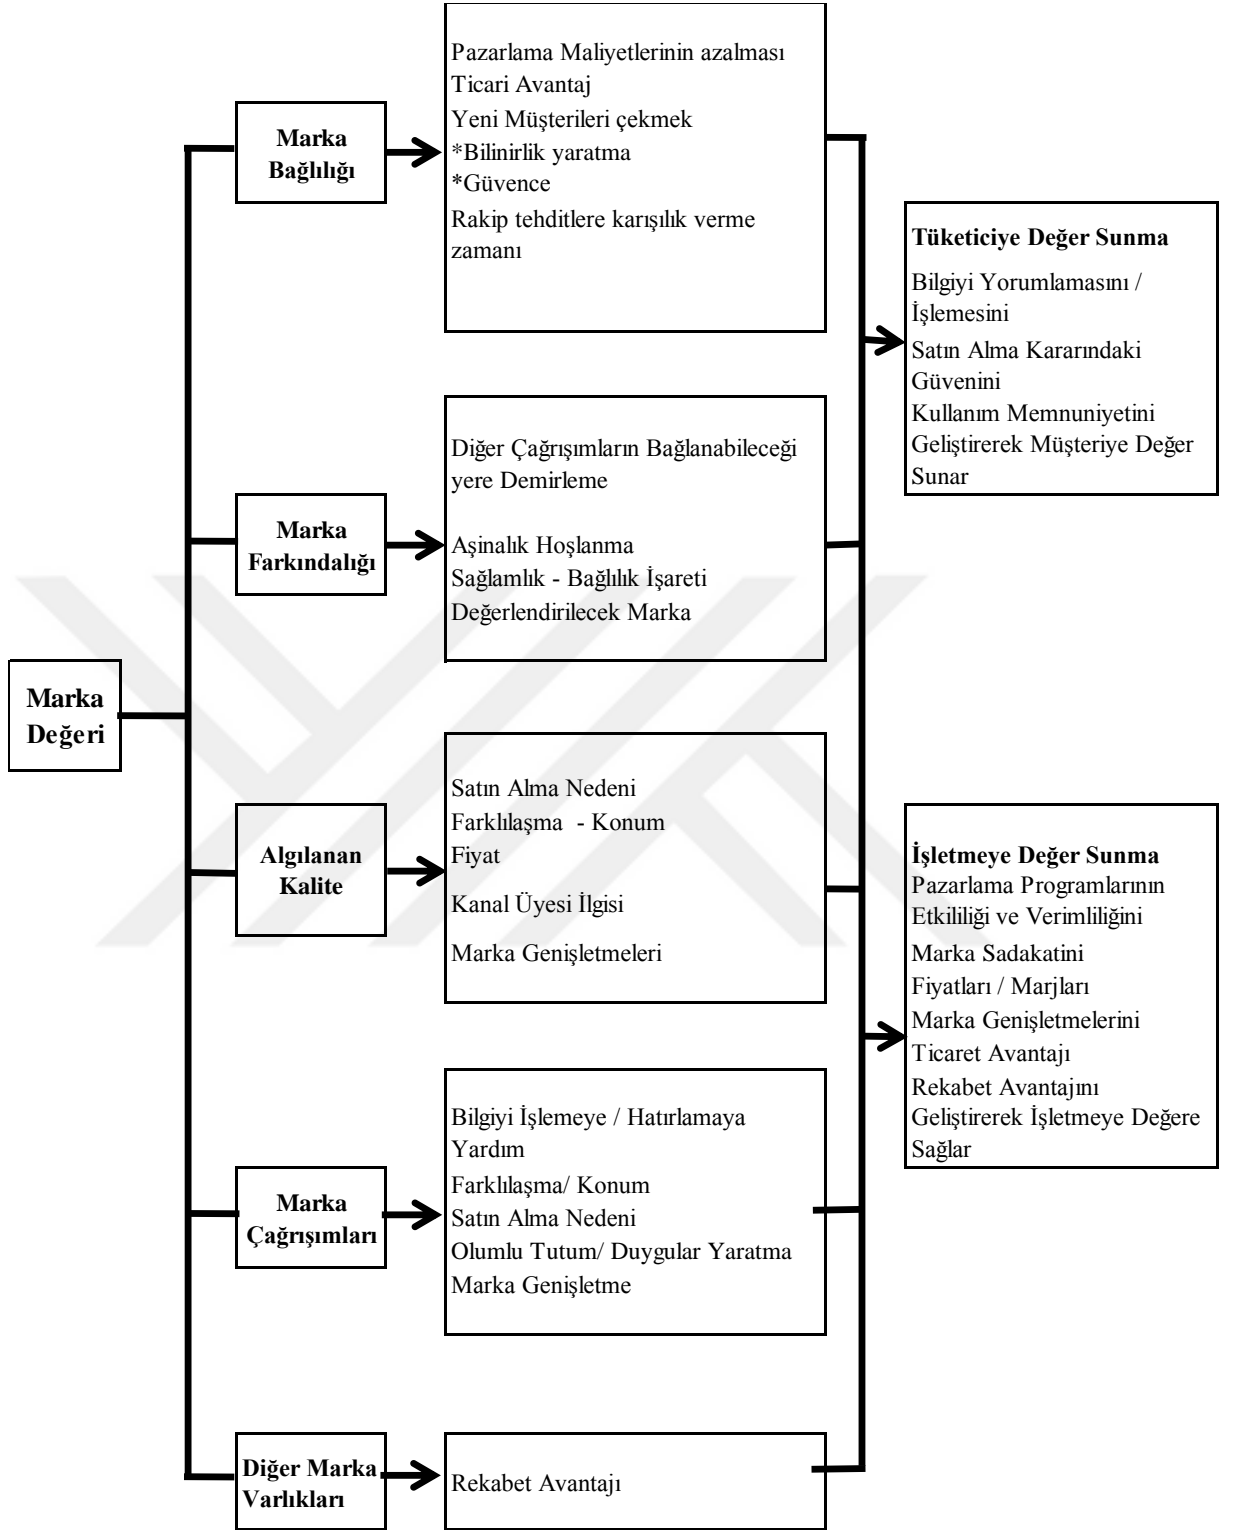 Marka
Değeri
Marka
Bağlılığı
Pazarlama Maliyetlerinin azalması
Ticari Avantaj
Yeni Müşterileri çekmek
*Bilinirlik yaratma
*Güvence
Rakip tehditlere karışılık verme
zamanı
Marka
Farkındalığı
Diğer Çağrışımların Bağlanabileceği
yere Demirleme
Aşinalık Hoşlanma
Sağlamlık - Bağlılık İşareti
Değerlendirilecek Marka
Algılanan
Kalite
Satın Alma Nedeni
Farklılaşma - Konum
Fiyat
Kanal Üyesi İlgisi
Marka Genişletmeleri
Marka
Çağrışımları
Bilgiyi İşlemeye / Hatırlamaya
Yardım
Farklılaşma/ Konum
Satın Alma Nedeni
Olumlu Tutum/ Duygular Yaratma
Marka Genişletme
Diğer Marka
Varlıkları
Rekabet Avantajı
Tüketiciye Değer Sunma
Bilgiyi Yorumlamasını /
İşlemesini
Satın Alma Kararındaki
Güvenini
Kullanım Memnuniyetini
Geliştirerek Müşteriye Değer
Sunar
İşletmeye Değer Sunma
Pazarlama Programlarının
Etkililiği ve Verimliliğini
Marka Sadakatini
Fiyatları / Marjları
Marka Genişletmelerini
Ticaret Avantajı
Rekabet Avantajını
Geliştirerek İşletmeye Değere
Sağlar